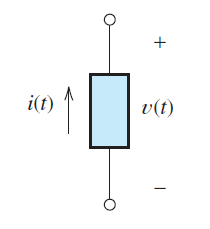 +
i(t) v(t)
−